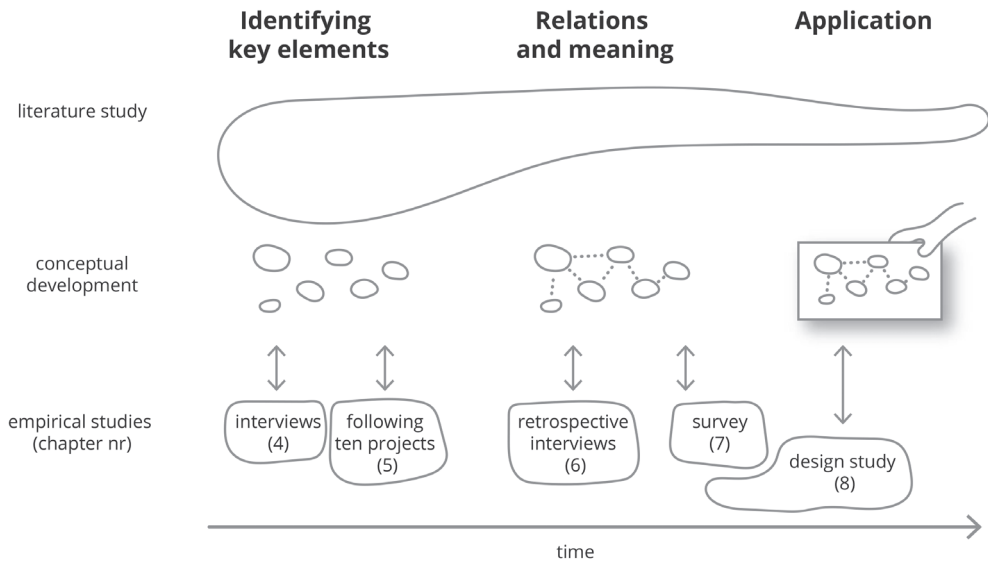 Identifying
key elements
Relations
and meaning
Application
literature study
conceptual
development
empirical studies
(chapter nr)
interviews
(4)
following
ten projects
(5)
retrospective
interviews
(6)
survey
(7)
design study
(8)
time